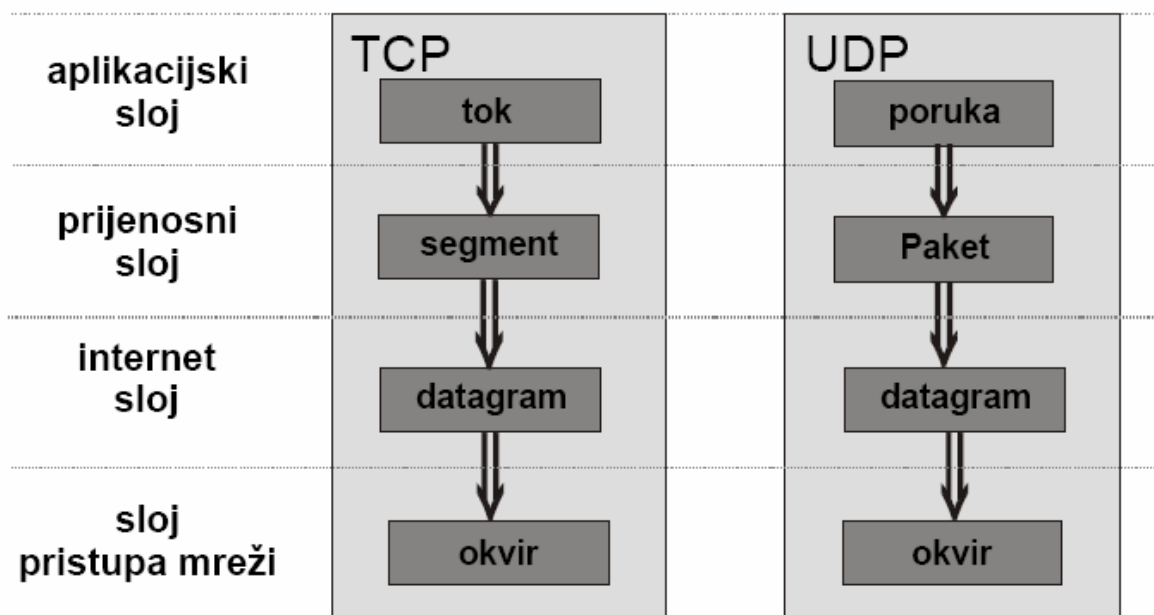 TCP
UDP
aplikacijski
sloj
tok
poruka
prijenosni
sloj
segment
Paket
internet
sloj
datagram
datagram
sloj
pristupa mreži
okvir
okvir